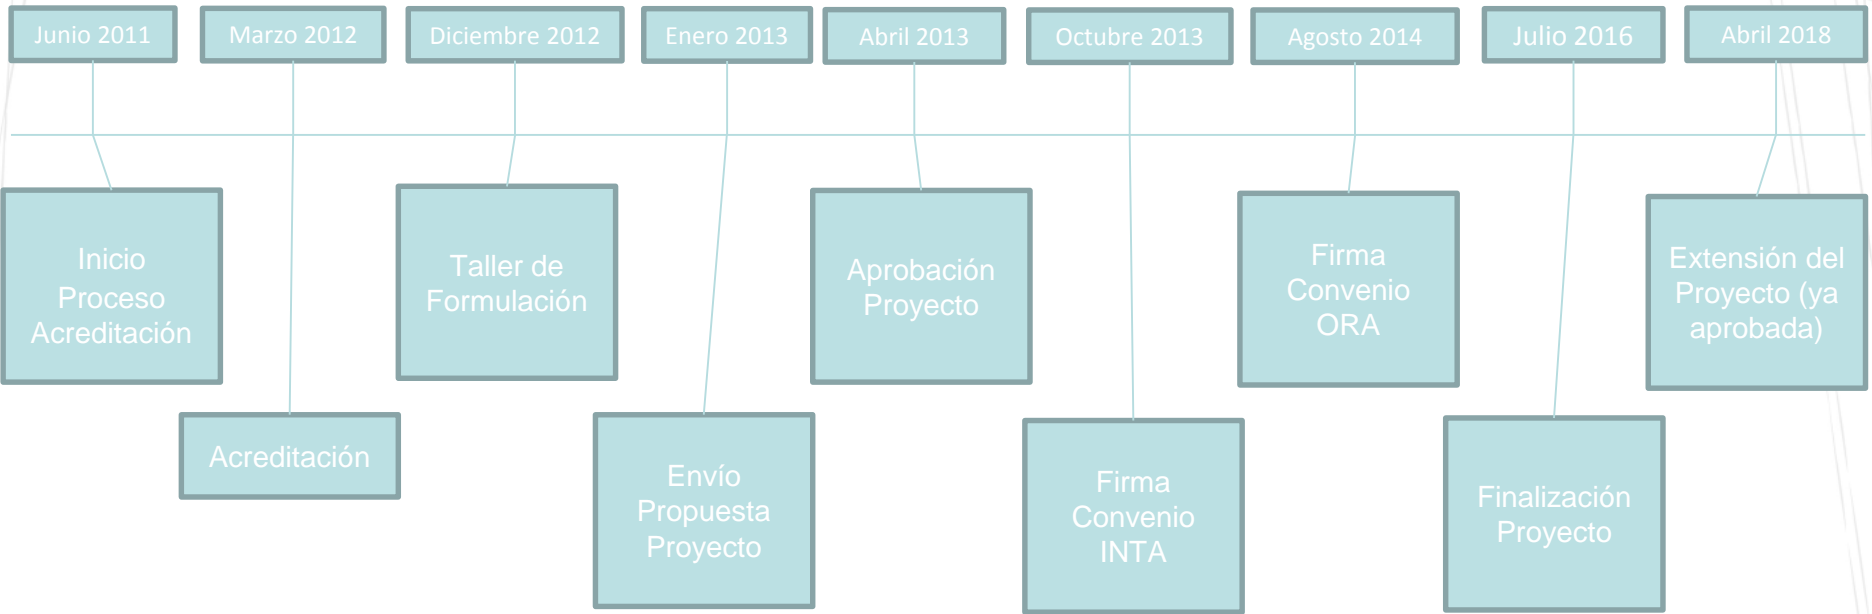 Junio 2011
Marzo 2012
Diciembre 2012
Enero 2013
Abril 2013
Octubre 2013
Agosto 2014
Julio 2016
Abril 2018
Inicio
Proceso
Acreditación
Acreditación
Taller de
Formulación
Envío
Propuesta
Proyecto
Aprobación
Proyecto
Firma
Convenio
INTA
Firma
Convenio
ORA
Finalización
Proyecto
Extensión del
Proyecto (ya
aprobada)